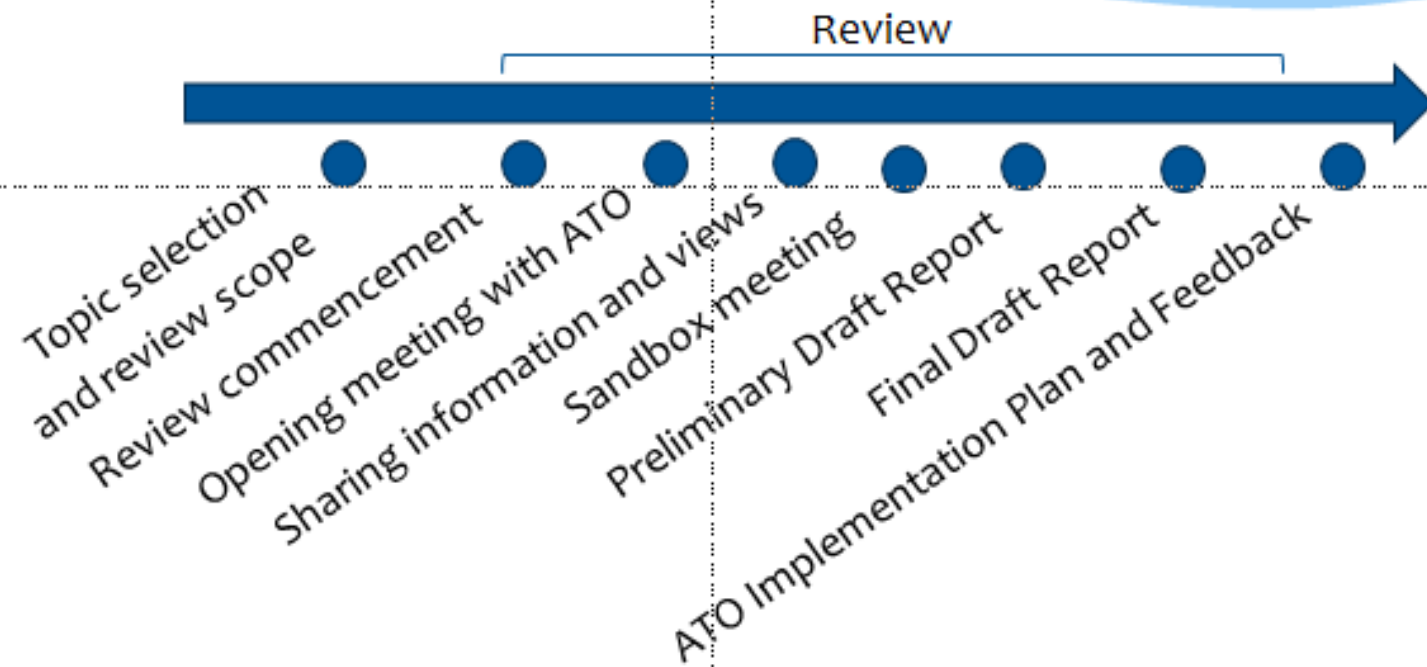 Review
Topic selection
and review scope
Review commencement
Opening meeting with ATO
Sharing information and views
Sandbox meeting
Preliminary Draft Report
Final Draft Report
ATO Implementation Plan and Feedback